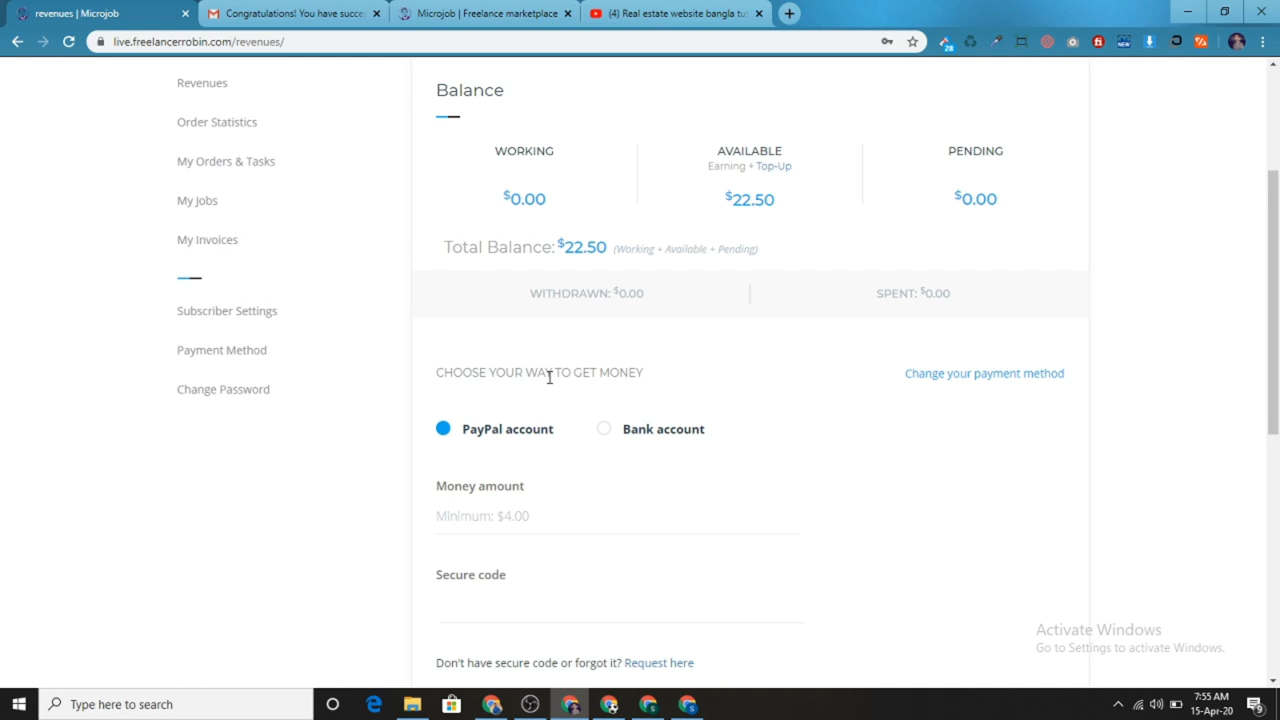 revenues | Microjob
Congratulations! You have succe
Microjob | Freelance marketplace
(4) Real estate website bangla tu
live.freelancerrobin.com/revenues/
28
NEW
Revenues
Order Statistics
My Orders & Tasks
My Jobs
My Invoices
Subscriber Settings
Payment Method
Change Password
Balance
WORKING
$0.00
AVAILABLE
Earning + Top-Up
$22.50
PENDING
$0.00
Total Balance: $22.50 (Working + Available + Pending)
WITHDRAWN: $0.00
SPENT: $0.00
CHOOSE YOUR WAY TO GET MONEY
Change your payment method
PayPal account
Bank account
Money amount
Minimum: $4.00
Secure code
Don't have secure code or forgot it? Request here
Activate Windows
Go to Settings to activate Windows.
Type here to search
7:55 AM
15-Apr-20
9